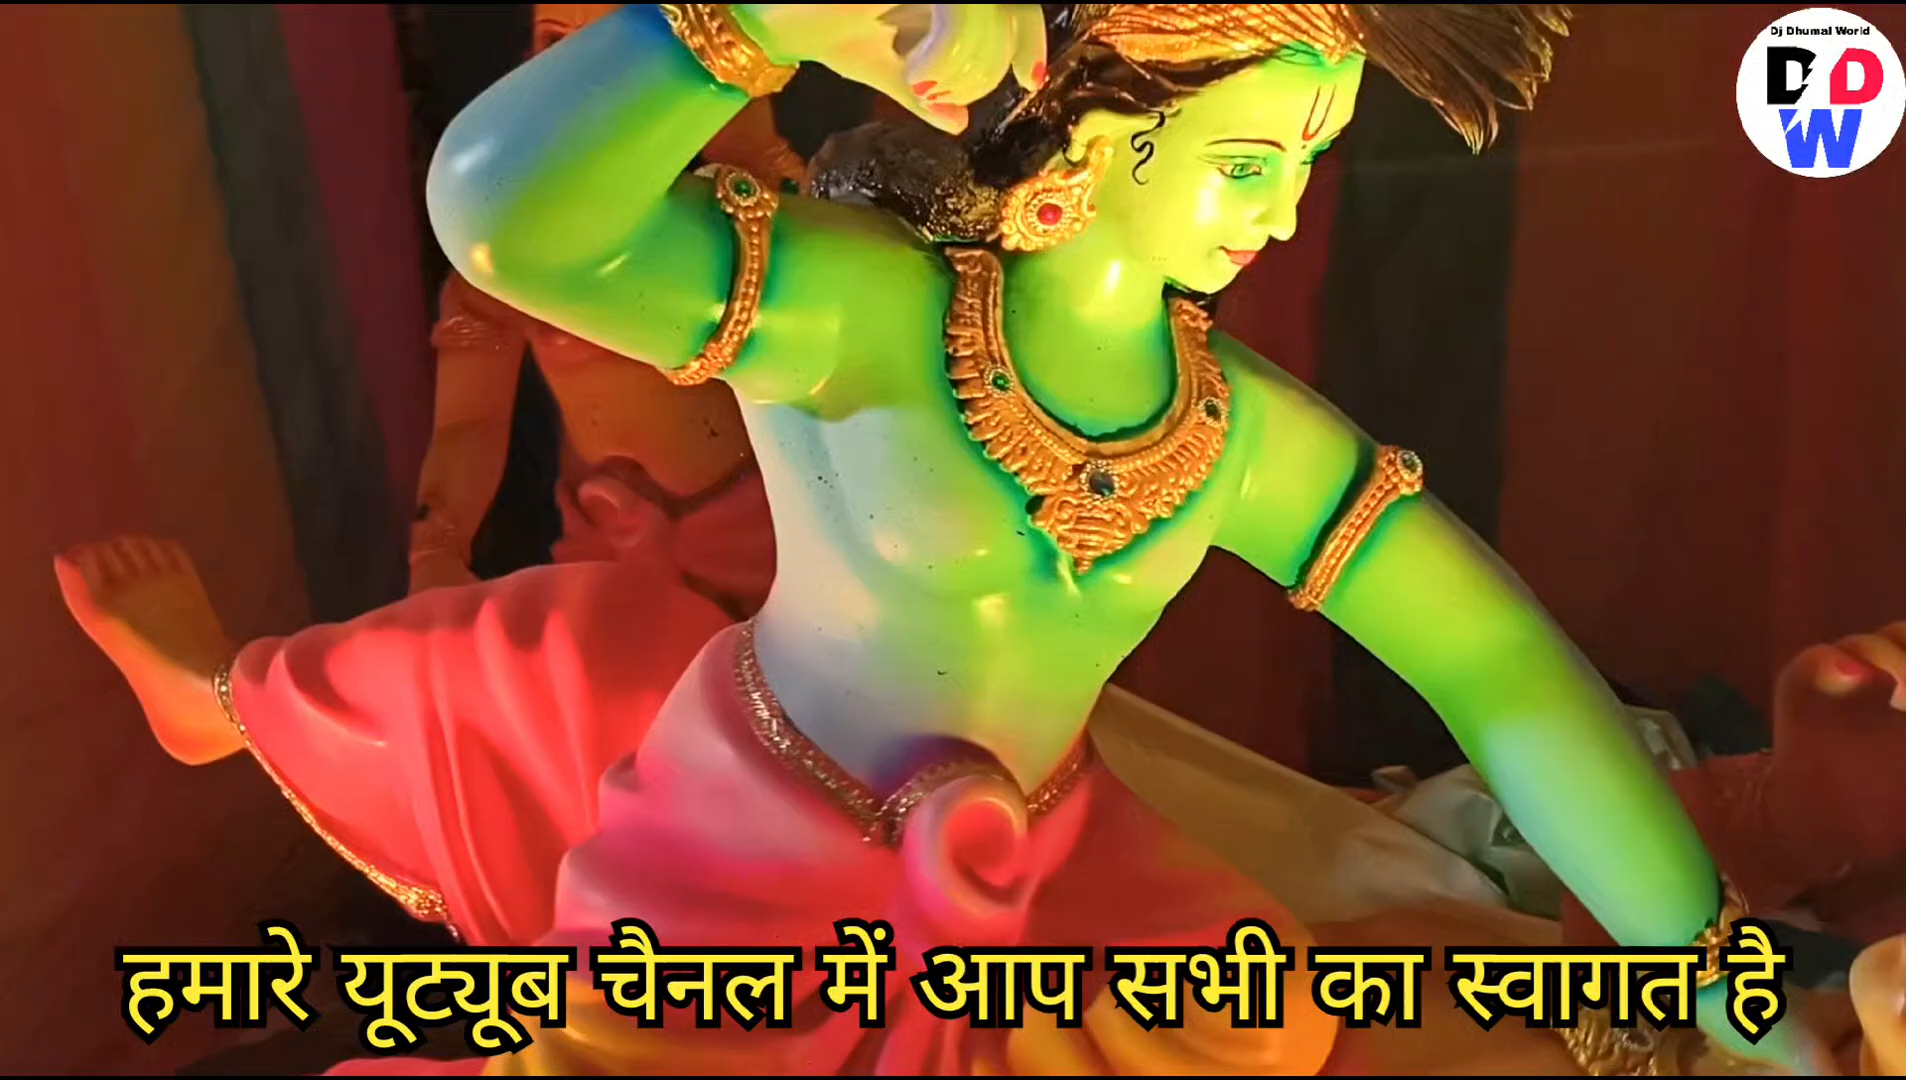 Dj Dhumal World
DDW
हमारे यूट्यूब चैनल में आप सभी का स्वागत है